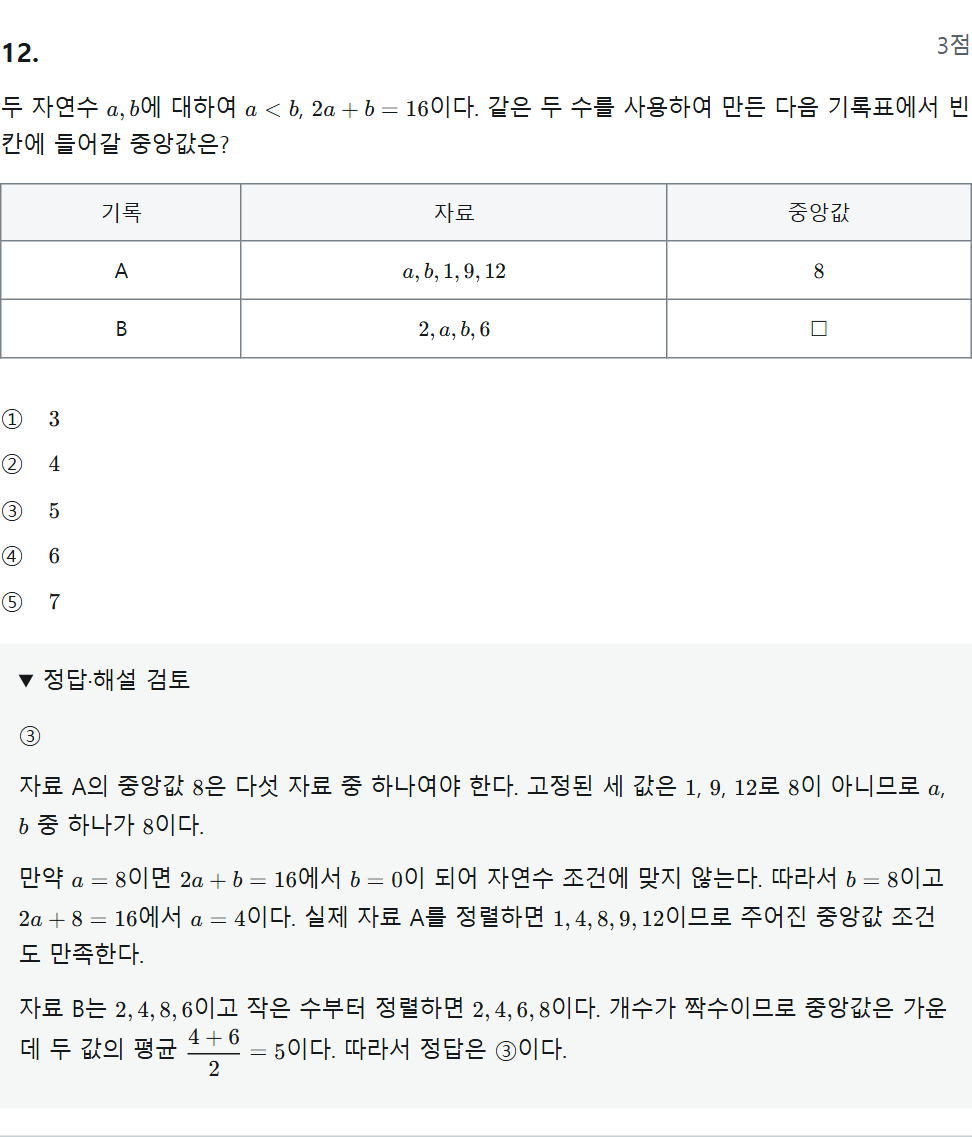 12.
3점
두 자연수 a, b에 대하여 a < b, 2a + b = 16이다. 같은 두 수를 사용하여 만든 다음 기록표에서 빈
칸에 들어갈 중앙값은?
기록 자료 중앙값
A a, b, 1, 9, 12 8
B 2, a, b, 6 □
① 3
② 4
③ 5
④ 6
⑤ 7
▼ 정답·해설 검토
③
자료 A의 중앙값 8은 다섯 자료 중 하나여야 한다. 고정된 세 값은 1, 9, 12로 8이 아니므로 a,
b 중 하나가 8이다.
만약 a = 8이면 2a + b = 16에서 b = 0이 되어 자연수 조건에 맞지 않는다. 따라서 b = 8이고
2a + 8 = 16에서 a = 4이다. 실제 자료 A를 정렬하면 1, 4, 8, 9, 12이므로 주어진 중앙값 조건
도 만족한다.
자료 B는 2, 4, 8, 6이고 작은 수부터 정렬하면 2, 4, 6, 8이다. 개수가 짝수이므로 중앙값은 가운
데 두 값의 평균 (4 + 6)/2 = 5이다. 따라서 정답은 ③이다.